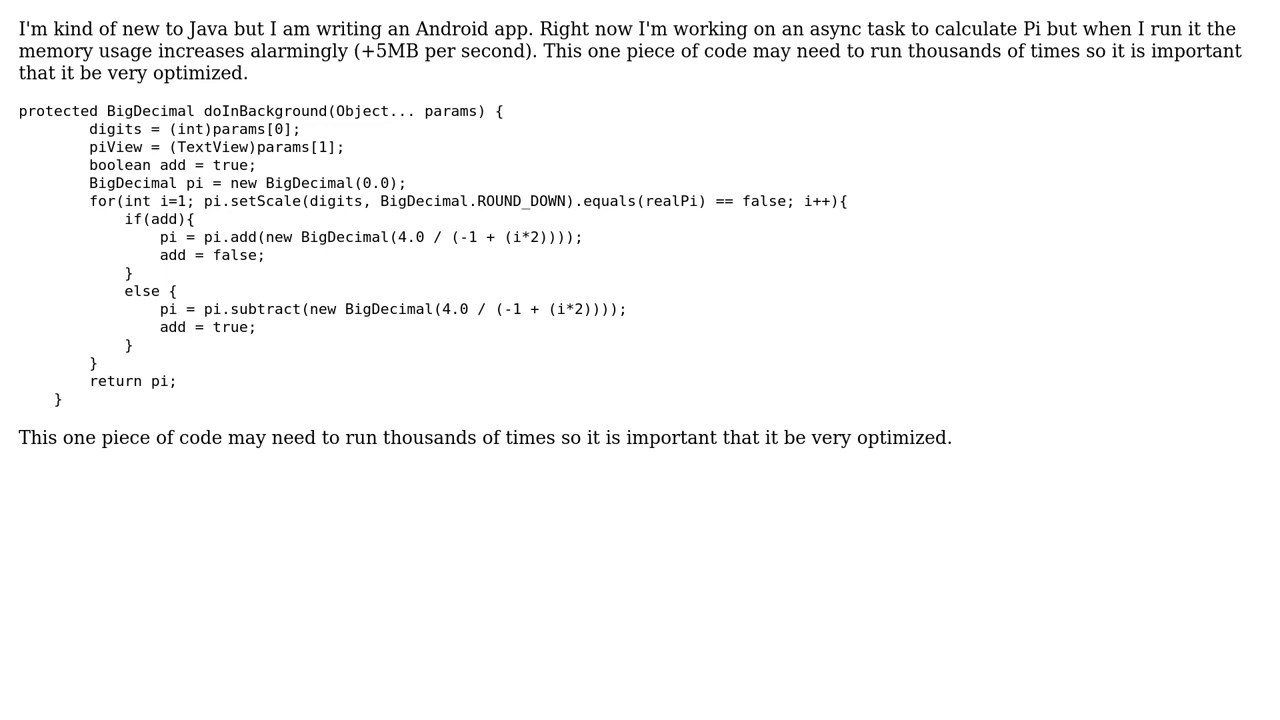 I'm kind of new to Java but I am writing an Android app. Right now I'm working on an async task to calculate Pi but when I run it the
memory usage increases alarmingly (+5MB per second). This one piece of code may need to run thousands of times so it is important
that it be very optimized.
protected BigDecimal doInBackground(Object... params) {
        digits = (int)params[0];
        piView = (TextView)params[1];
        boolean add = true;
        BigDecimal pi = new BigDecimal(0.0);
        for(int i=1; pi.setScale(digits, BigDecimal.ROUND_DOWN).equals(realPi) == false; i++){
            if(add){
                pi = pi.add(new BigDecimal(4.0 / (-1 + (i*2))));
                add = false;
            }
            else {
                pi = pi.subtract(new BigDecimal(4.0 / (-1 + (i*2))));
                add = true;
            }
        }
        return pi;
    }
This one piece of code may need to run thousands of times so it is important that it be very optimized.